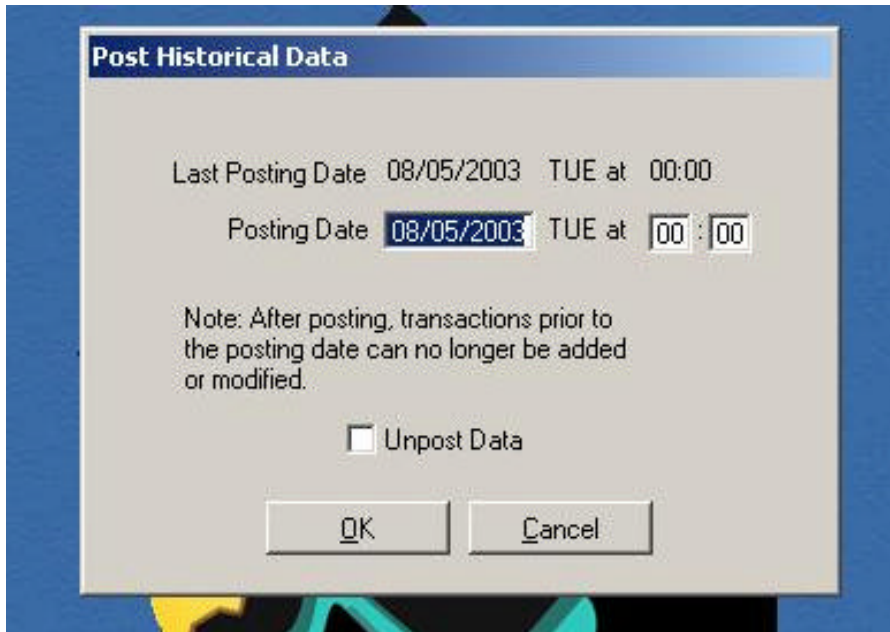 Post Historical Data
Last Posting Date 08/05/2003 TUE at 00:00
Posting Date 08/05/2003 TUE at 00 : 00
Note: After posting, transactions prior to
the posting date can no longer be added
or modified.
Unpost Data
OK Cancel